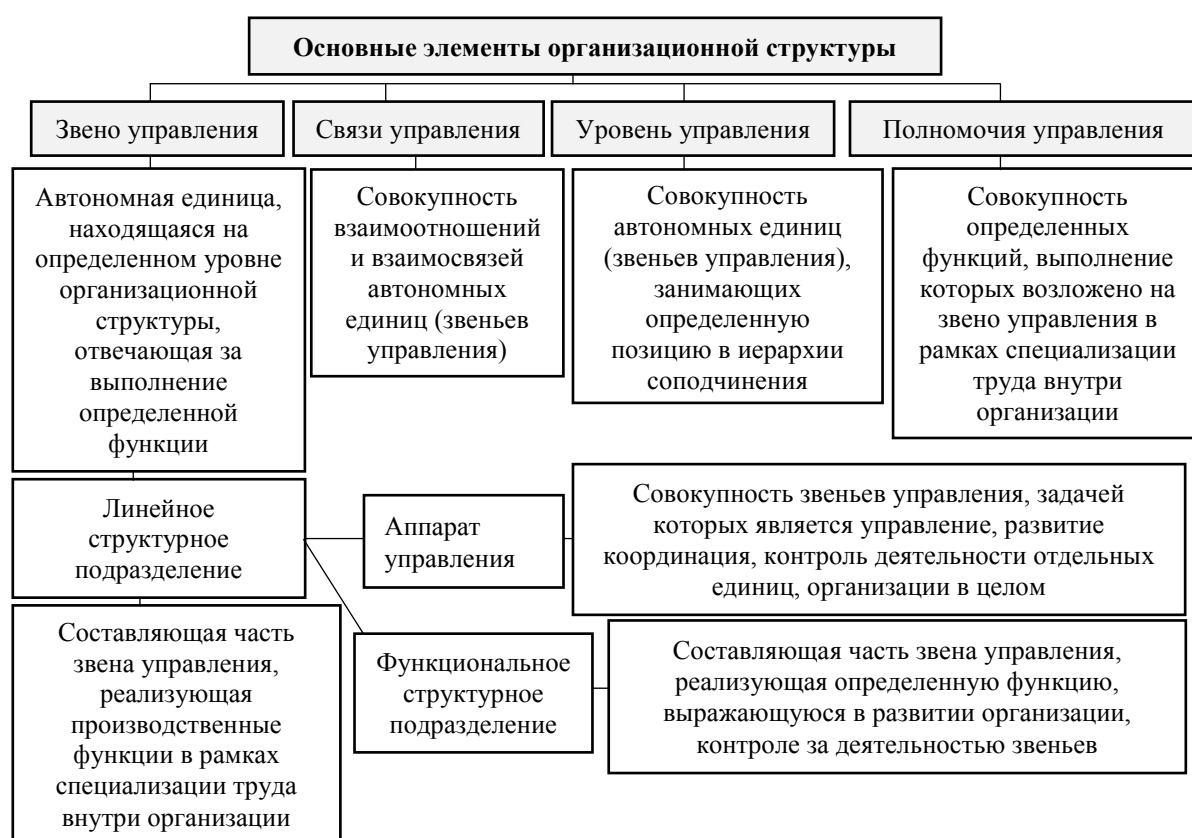 Основные элементы организационной структуры
Звено управления
Связи управления
Уровень управления
Полномочия управления
Автономная единица,
находящаяся на
определенном уровне
организационной
структуры,
отвечающая за
выполнение
определенной
функции
Совокупность
взаимоотношений
и взаимосвязей
автономных
единиц (звеньев
управления)
Совокупность
автономных единиц
(звеньев управления),
занимающих
определенную
позицию в иерархии
соподчинения
Совокупность
определенных
функций, выполнение
которых возложено на
звено управления в
рамках специализации
труда внутри
организации
Линейное
структурное
подразделение
Аппарат
управления
Совокупность звеньев управления, задачей
которых является управление, развитие
координация, контроль деятельности отдельных
единиц, организации в целом
Составляющая часть
звена управления,
реализующая
производственные
функции в рамках
специализации труда
внутри организации
Функциональное
структурное
подразделение
Составляющая часть звена управления,
реализующая определенную функцию,
выражающуюся в развитии организации,
контроле за деятельностью звеньев